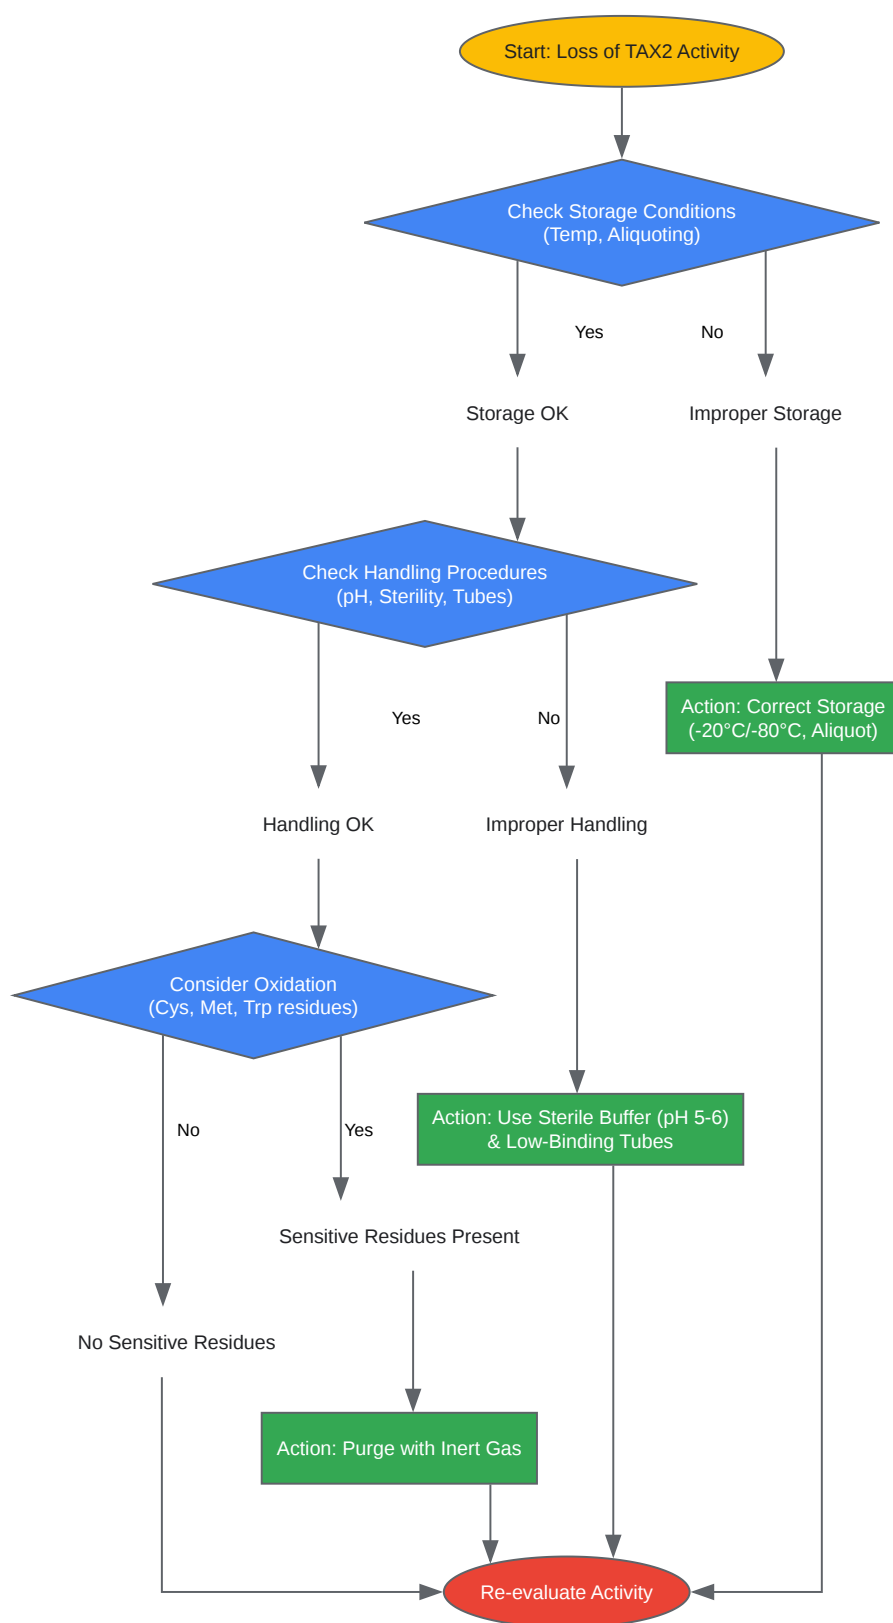 Start: Loss of TAX2 Activity
Check Storage Conditions
(Temp, Aliquoting)
Yes
No
Storage OK
Improper Storage
Check Handling Procedures
(pH, Sterility, Tubes)
Action: Correct Storage
(-20°C/-80°C, Aliquot)
Yes
No
Handling OK
Improper Handling
Consider Oxidation
(Cys, Met, Trp residues)
Action: Use Sterile Buffer (pH 5-6)
& Low-Binding Tubes
No
Yes
Sensitive Residues Present
No Sensitive Residues
Action: Purge with Inert Gas
Re-evaluate Activity